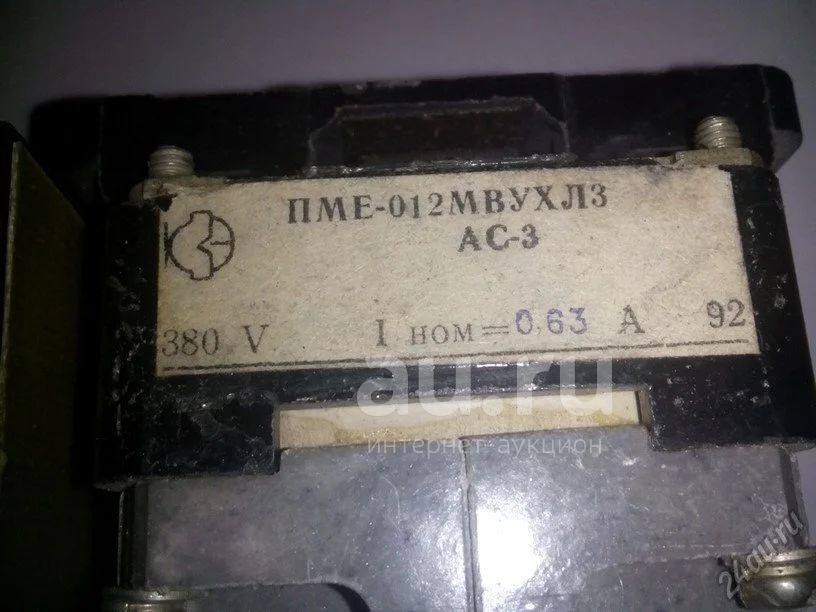 ПМЕ-012МВУХЛ3
АС-3
380 V I ном=0,63 А 92
au.ru
интернет аукцион
24au.ru